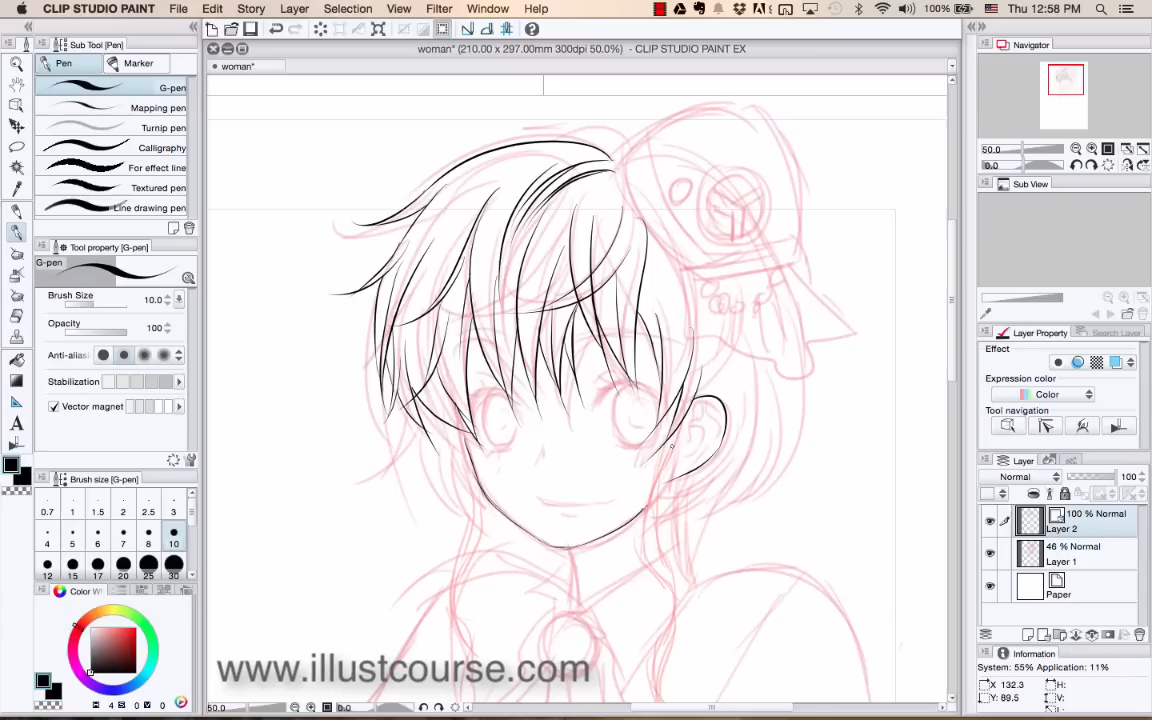 CLIP STUDIO PAINT File Edit Story Layer Selection View Filter Window Help 100% Thu 12:58 PM
woman* (210.00 x 297.00mm 300dpi 50.0%) - CLIP STUDIO PAINT EX
woman*
Sub Tool [Pen]
Pen Marker
G-pen
Mapping pen
Turnip pen
Calligraphy
For effect line
Textured pen
Line drawing pen
Tool property [G-pen]
G-pen
Brush Size 10.0
Opacity 100
Anti-alias
Stabilization
Vector magnet
Brush size [G-pen]
0.7 1 1.5 2 2.5 3
4 5 6 7 8 10
12 15 17 20 25 30
Color W
4 0 0
www.illustcourse.com
50.0 0.0
Navigator
50.0
0.0
Sub View
Layer Property Search Layer
Effect
Expression color
Color
Tool navigation
Layer
Normal 100
100 % Normal
Layer 2
46 % Normal
Layer 1
Paper
Information
System: 55% Application: 11%
X 132.3 H:
Y: 89.5 V: